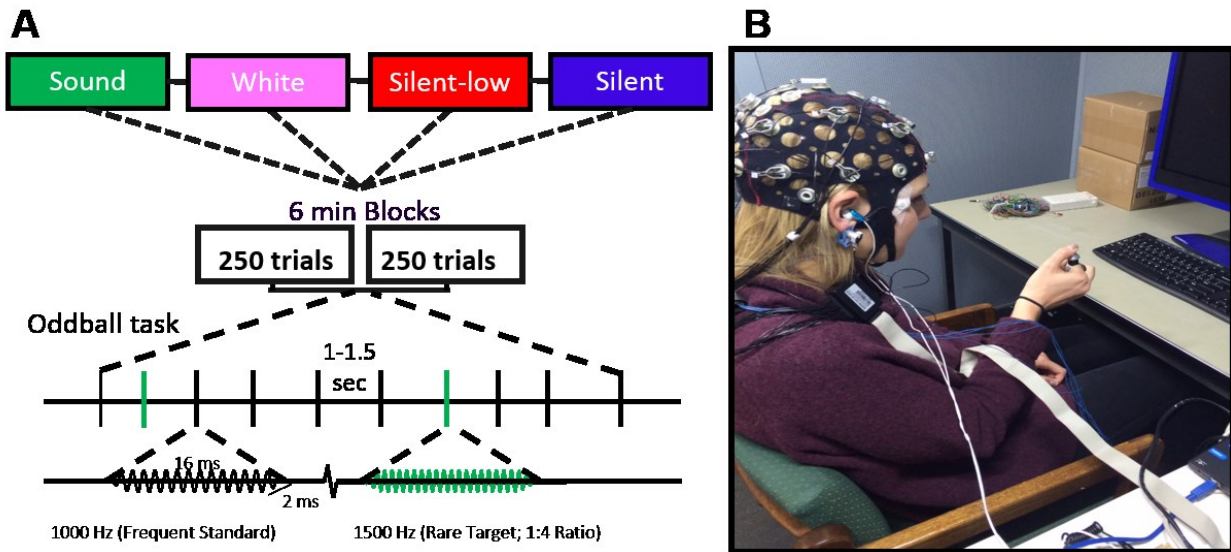 A
B
Sound White Silent-low Silent
6 min Blocks
250 trials 250 trials
Oddball task
1-1.5
sec
16 ms
2 ms
1000 Hz (Frequent Standard) 1500 Hz (Rare Target; 1:4 Ratio)